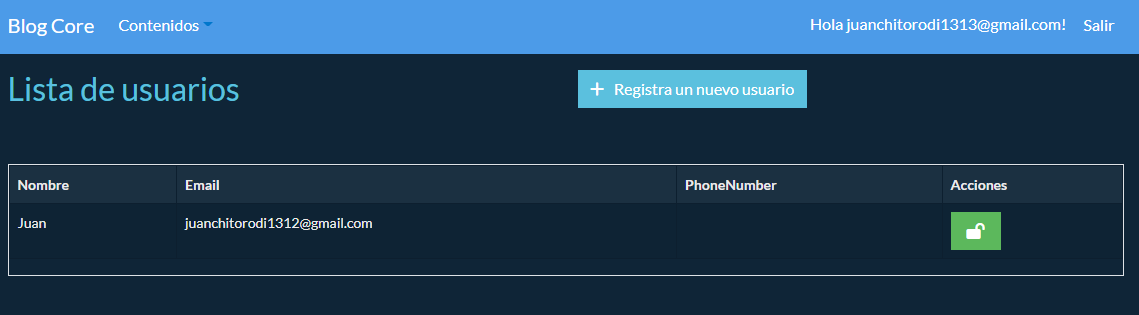 Blog Core Contenidos Hola juanchitorodi1313@gmail.com! Salir
Lista de usuarios + Registra un nuevo usuario
Nombre Email PhoneNumber Acciones
Juan juanchitorodi1312@gmail.com